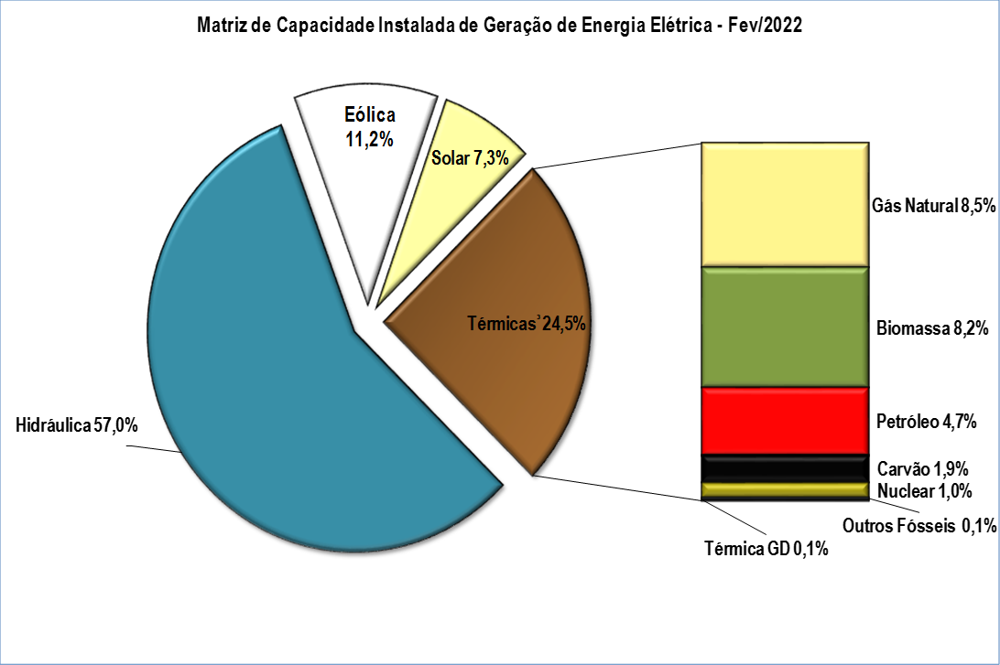 Matriz de Capacidade Instalada de Geração de Energia Elétrica - Fev/2022
Eólica
11,2%
Solar 7,3%
Gás Natural 8,5%
Térmicas³ 24,5%
Biomassa 8,2%
Hidráulica 57,0%
Petróleo 4,7%
Carvão 1,9%
Nuclear 1,0%
Outros Fósseis 0,1%
Térmica GD 0,1%